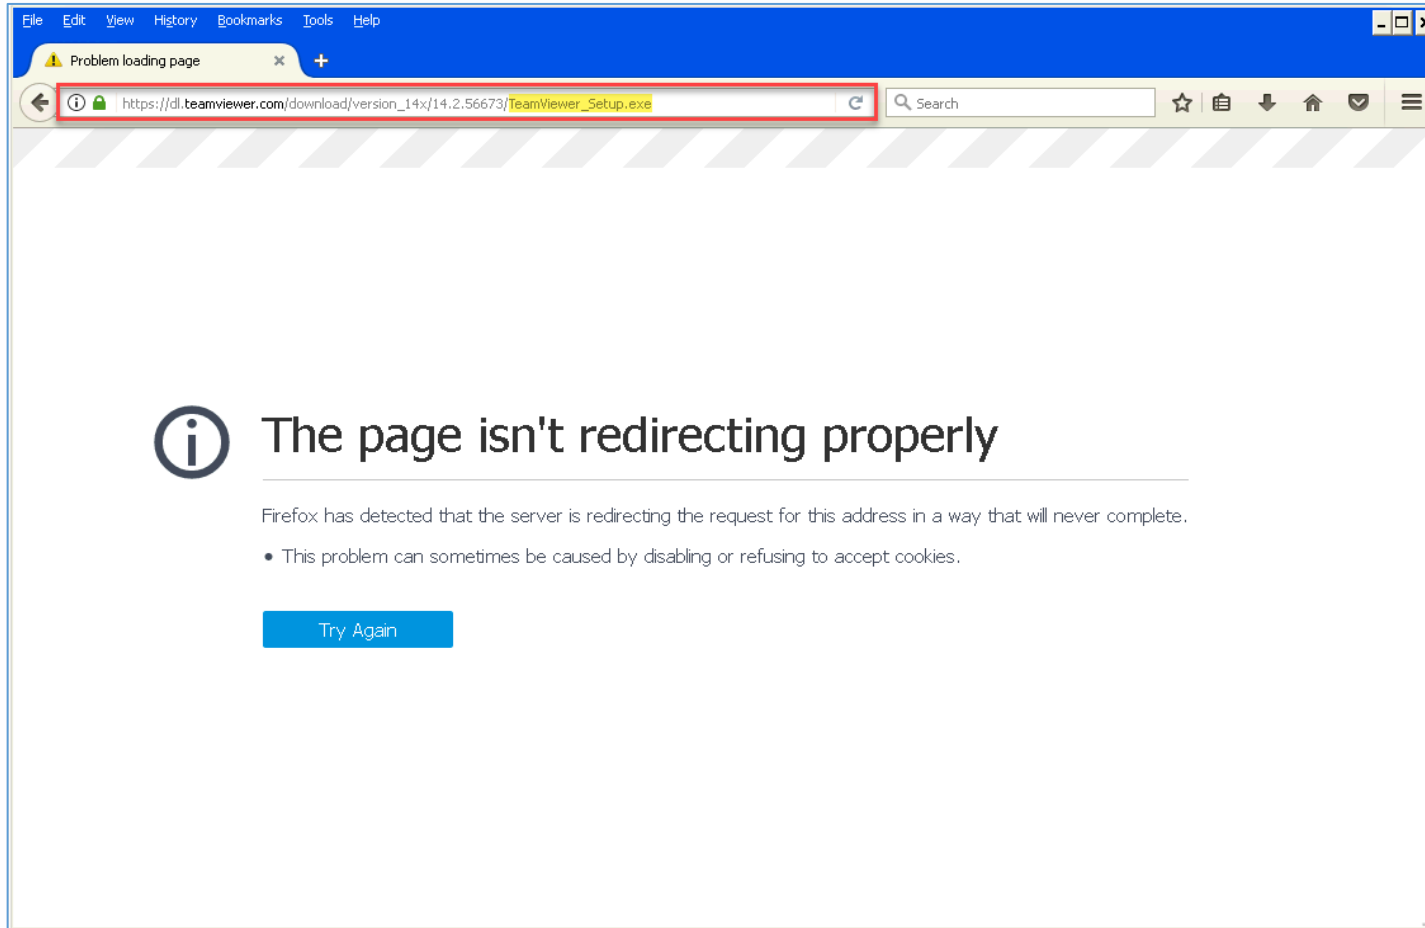 File Edit View History Bookmarks Tools Help
Problem loading page
https://dl.teamviewer.com/download/version_14x/14.2.56673/TeamViewer_Setup.exe Search
The page isn't redirecting properly
Firefox has detected that the server is redirecting the request for this address in a way that will never complete.
• This problem can sometimes be caused by disabling or refusing to accept cookies.
Try Again